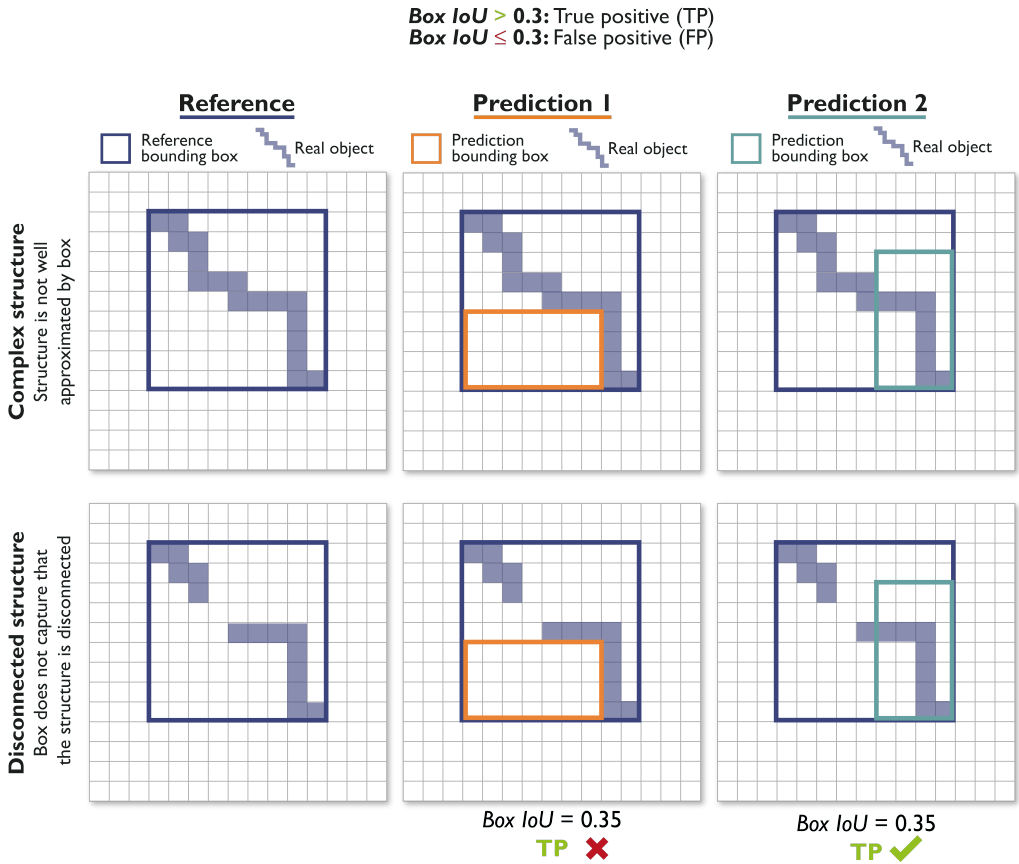 Box IoU > 0.3: True positive (TP)
Box IoU ≤ 0.3: False positive (FP)
Reference
Prediction 1
Prediction 2
Reference
bounding box
Real object
Prediction
bounding box
Real object
Prediction
bounding box
Real object
Complex structure
Structure is not well
approximated by box
Disconnected structure
Box does not capture that
the structure is disconnected
Box IoU = 0.35
TP
Box IoU = 0.35
TP